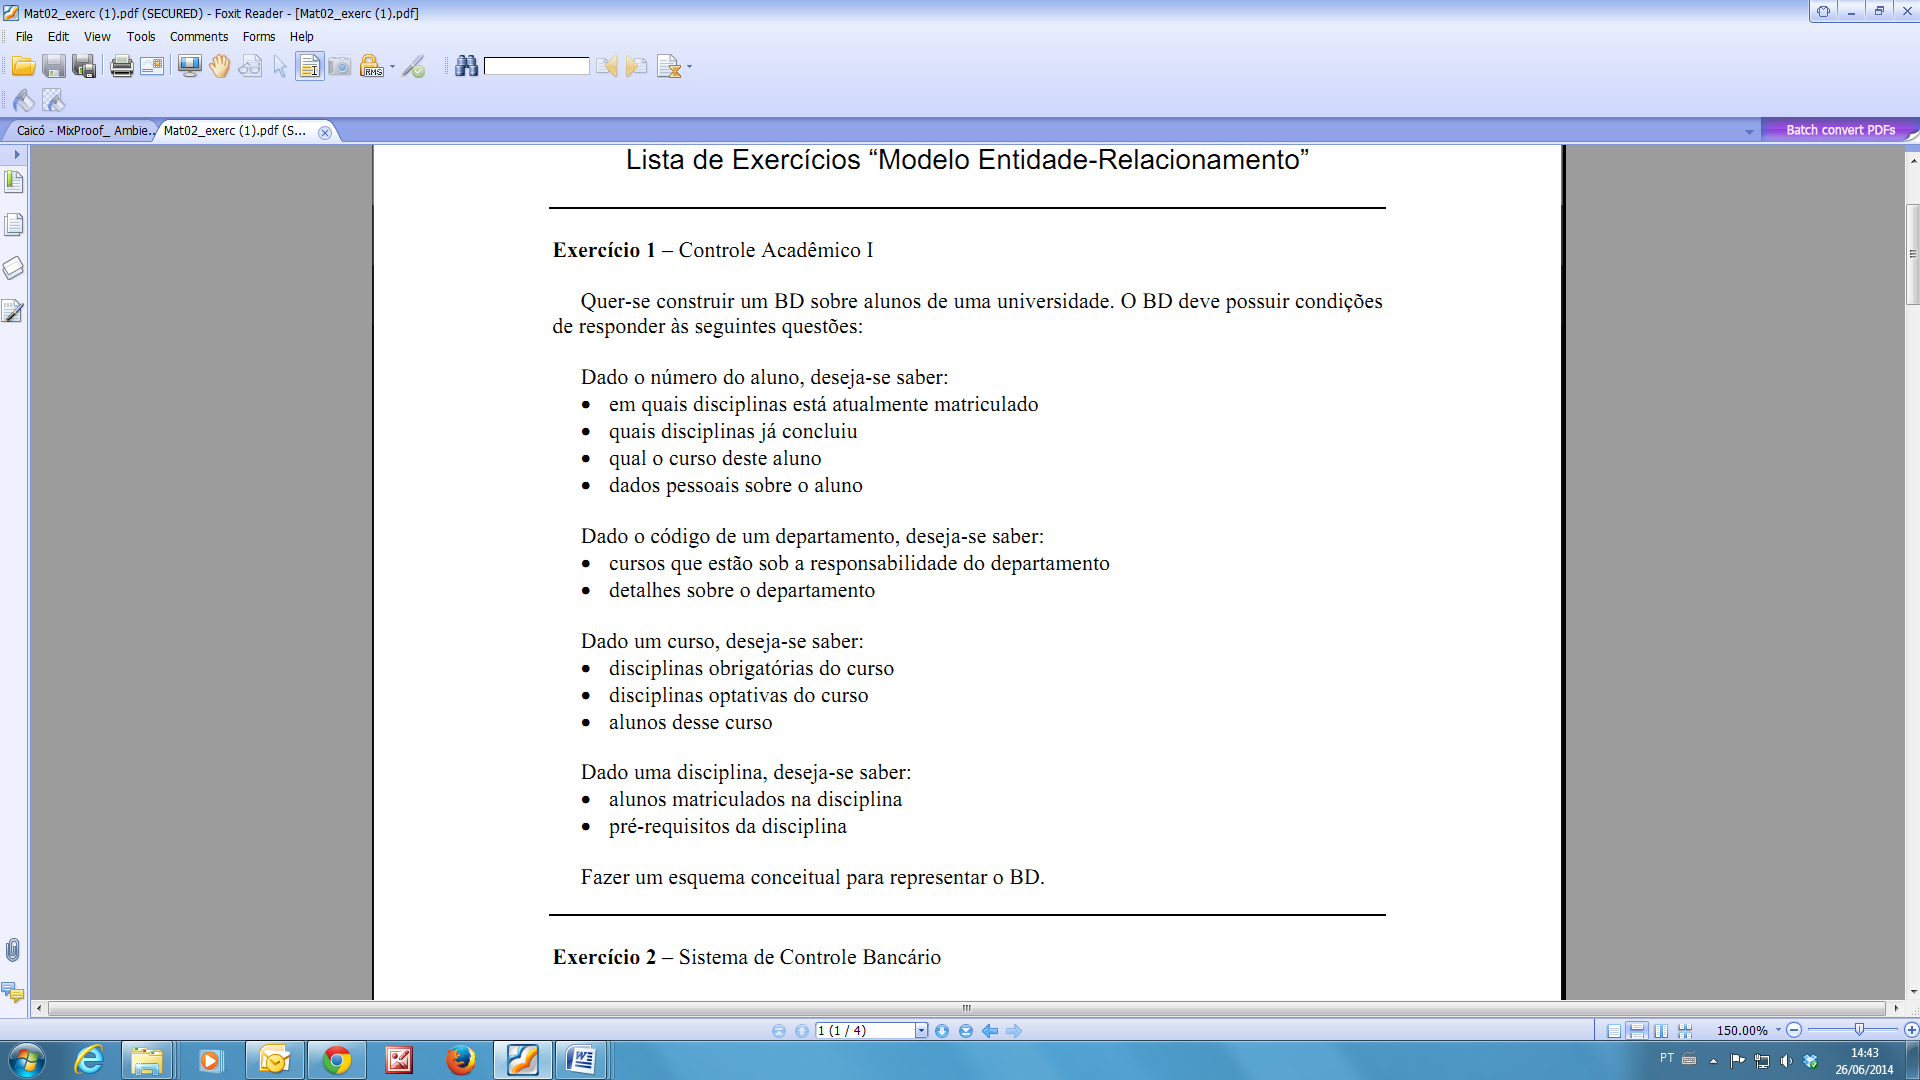 Mat02_exerc (1).pdf (SECURED) - Foxit Reader - [Mat02_exerc (1).pdf]
File Edit View Tools Comments Forms Help
RMS
Caicó - MixProof_ Ambie... Mat02_exerc (1).pdf (S... Batch convert PDFs
Lista de Exercícios “Modelo Entidade-Relacionamento”
Exercício 1 – Controle Acadêmico I
Quer-se construir um BD sobre alunos de uma universidade. O BD deve possuir condições
de responder às seguintes questões:
Dado o número do aluno, deseja-se saber:
• em quais disciplinas está atualmente matriculado
• quais disciplinas já concluiu
• qual o curso deste aluno
• dados pessoais sobre o aluno
Dado o código de um departamento, deseja-se saber:
• cursos que estão sob a responsabilidade do departamento
• detalhes sobre o departamento
Dado um curso, deseja-se saber:
• disciplinas obrigatórias do curso
• disciplinas optativas do curso
• alunos desse curso
Dado uma disciplina, deseja-se saber:
• alunos matriculados na disciplina
• pré-requisitos da disciplina
Fazer um esquema conceitual para representar o BD.
Exercício 2 – Sistema de Controle Bancário
1 (1 / 4) 150.00%
PT 14:43
26/06/2014